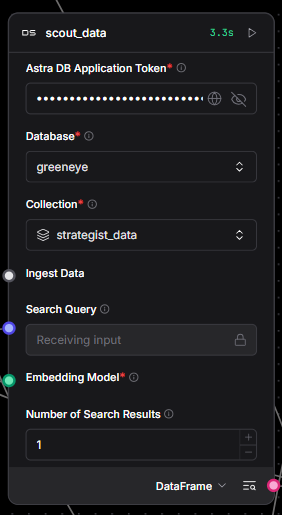 DS scout_data 3.3s
Astra DB Application Token*
Database*
greeneye
Collection*
strategist_data
Ingest Data
Search Query
Receiving input
Embedding Model*
Number of Search Results
1
DataFrame